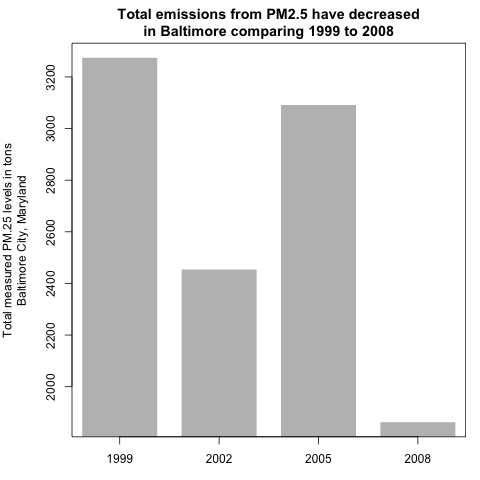 Total emissions from PM2.5 have decreased
in Baltimore comparing 1999 to 2008
Total measured PM.25 levels in tons
Baltimore City, Maryland
3200
3000
2800
2600
2400
2200
2000
1999
2002
2005
2008